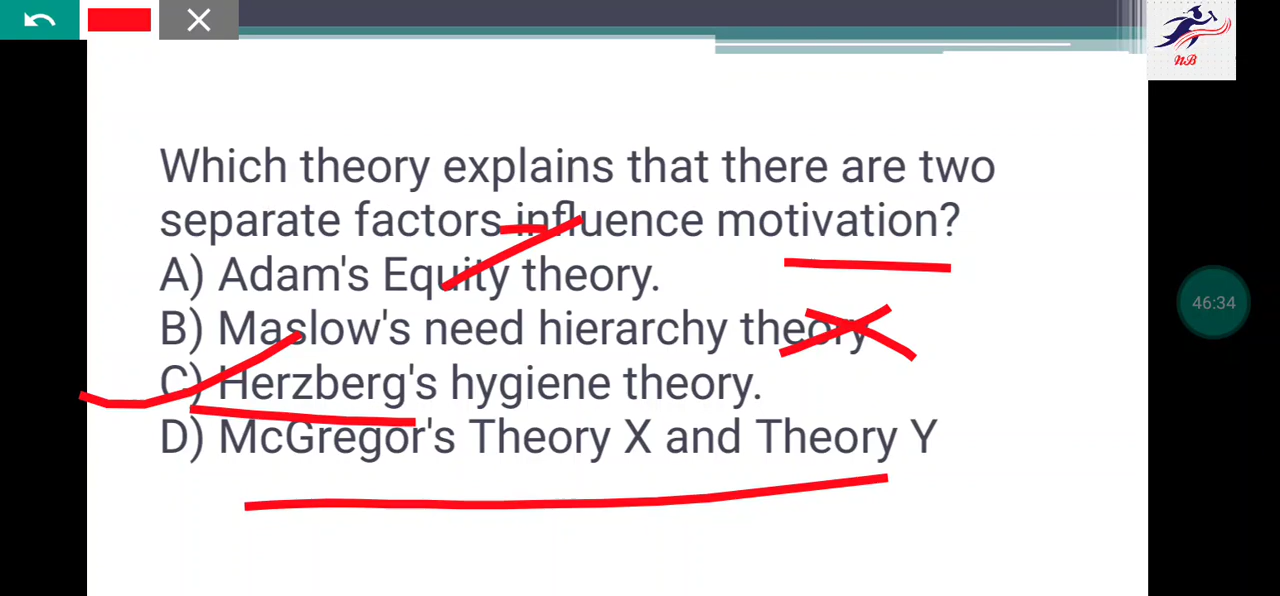 NB
Which theory explains that there are two
separate factors influence motivation?
A) Adam's Equity theory.
B) Maslow's need hierarchy theory
C) Herzberg's hygiene theory.
D) McGregor's Theory X and Theory Y
46:34